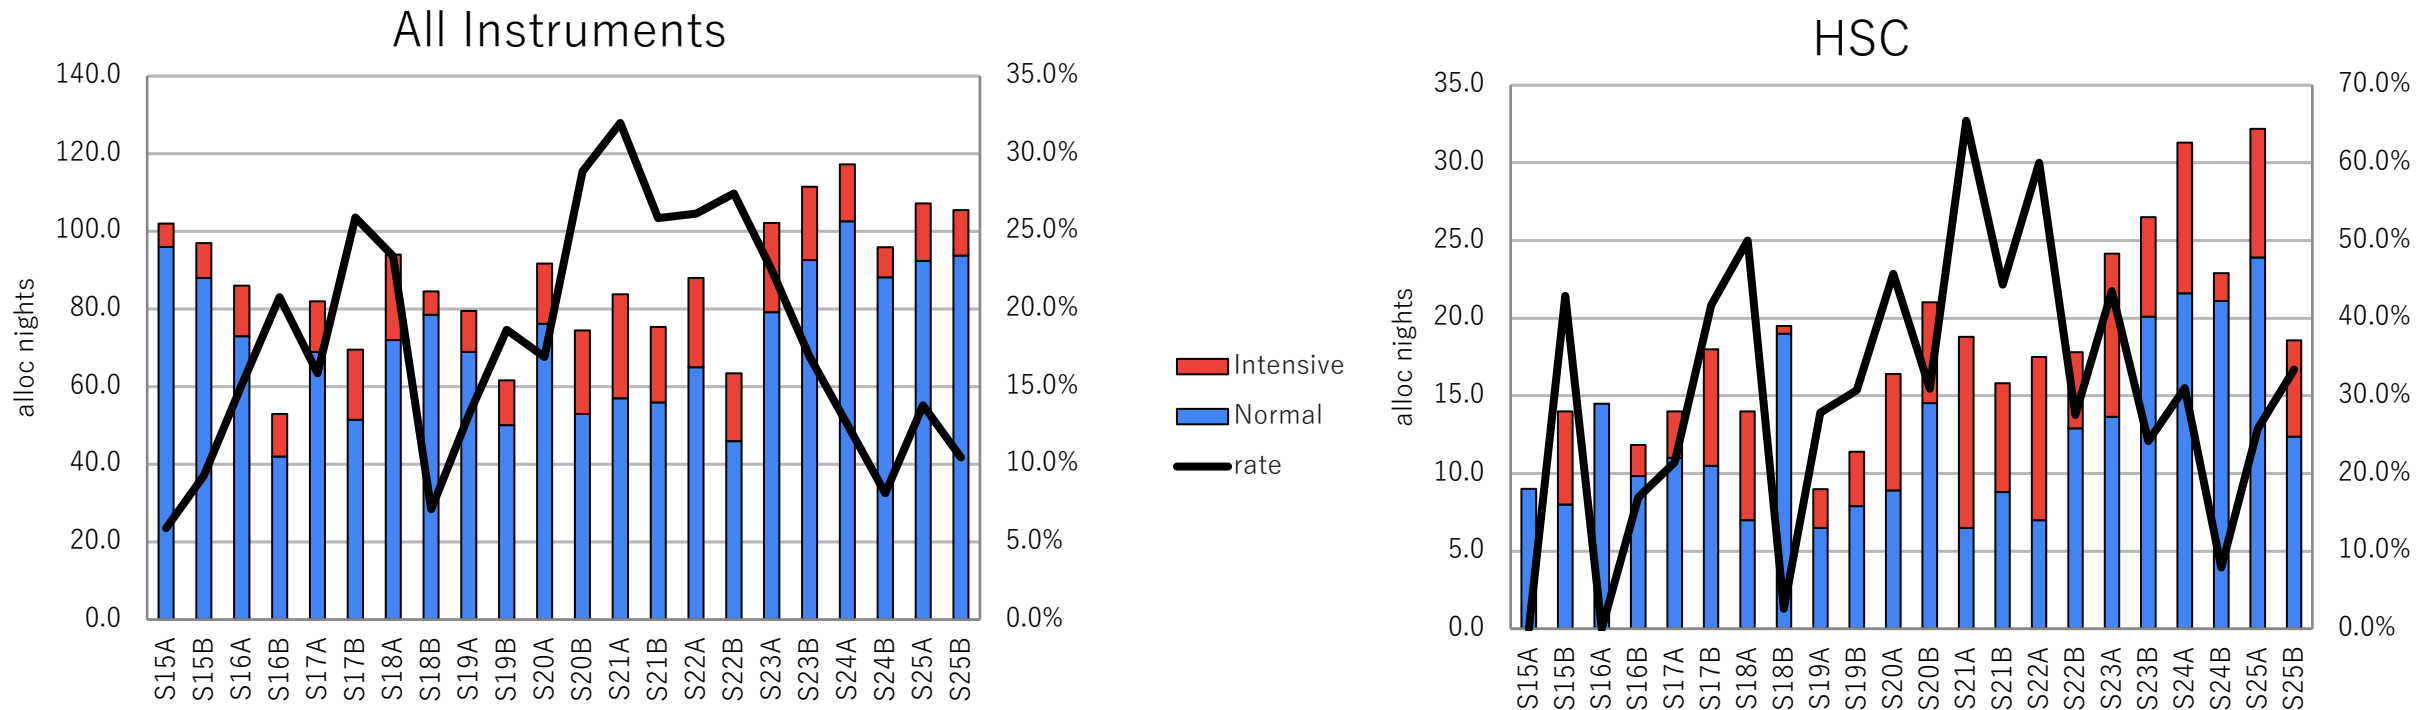 All Instruments
140.0
120.0
100.0
80.0
60.0
40.0
20.0
0.0
alloc nights
35.0%
30.0%
25.0%
20.0%
15.0%
10.0%
5.0%
0.0%
S15A
S15B
S16A
S16B
S17A
S17B
S18A
S18B
S19A
S19B
S20A
S20B
S21A
S21B
S22A
S22B
S23A
S23B
S24A
S24B
S25A
S25B
Intensive
Normal
rate
HSC
35.0
30.0
25.0
20.0
15.0
10.0
5.0
0.0
alloc nights
70.0%
60.0%
50.0%
40.0%
30.0%
20.0%
10.0%
0.0%
S15A
S15B
S16A
S16B
S17A
S17B
S18A
S18B
S19A
S19B
S20A
S20B
S21A
S21B
S22A
S22B
S23A
S23B
S24A
S24B
S25A
S25B